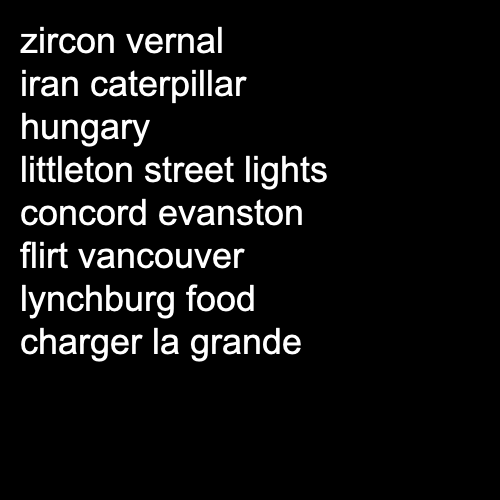 zircon vernal
iran caterpillar
hungary
littleton street lights
concord evanston
flirt vancouver
lynchburg food
charger la grande